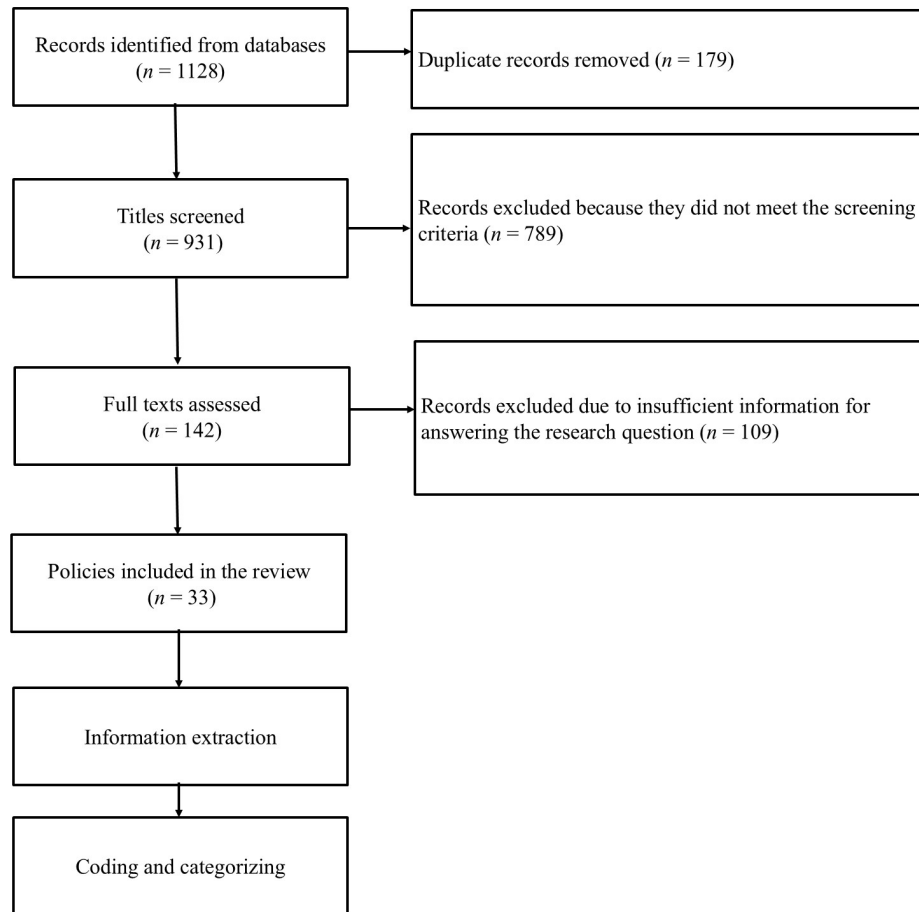 Records identified from databases
(n = 1128)
Duplicate records removed (n = 179)
Titles screened
(n = 931)
Records excluded because they did not meet the screening
criteria (n = 789)
Full texts assessed
(n = 142)
Records excluded due to insufficient information for
answering the research question (n = 109)
Policies included in the review
(n = 33)
Information extraction
Coding and categorizing